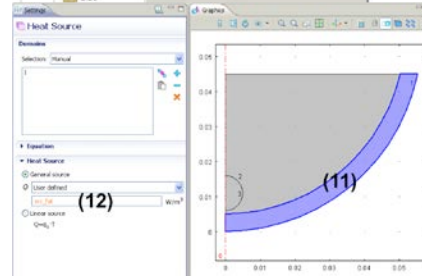 Settings
Heat Source
Domains
Selection: Manual
1
Equation
Heat Source
General source
Q User defined
(12)
W/m³
Linear source
Graphics
0.05
0.04
0.03
0.02
0.01
0
2
3
(11)
0 0.01 0.02 0.03 0.04 0.05